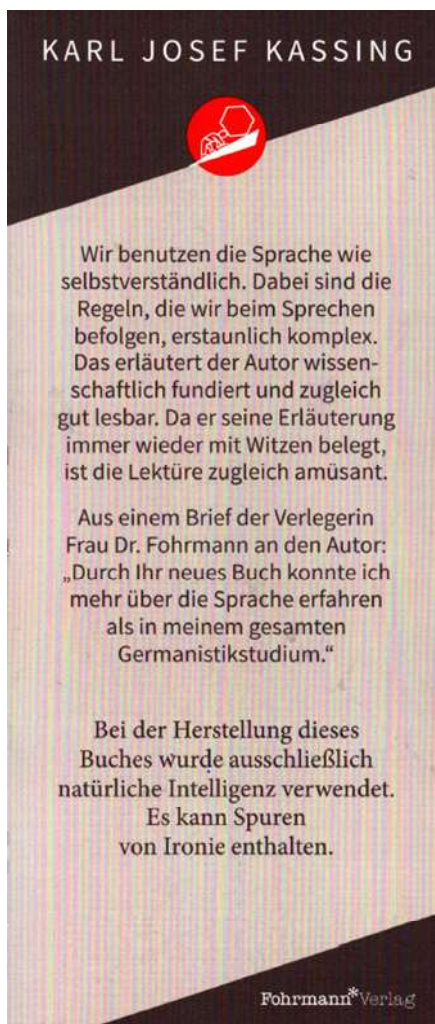 KARL JOSEF KASSING
Wir benutzen die Sprache wie
selbstverständlich. Dabei sind die
Regeln, die wir beim Sprechen
befolgen, erstaunlich komplex.
Das erläutert der Autor wissen-
schaftlich fundiert und zugleich
gut lesbar. Da er seine Erläuterung
immer wieder mit Witzen belegt,
ist die Lektüre zugleich amüsant.
Aus einem Brief der Verlegerin
Frau Dr. Fohrmann an den Autor:
„Durch Ihr neues Buch konnte ich
mehr über die Sprache erfahren
als in meinem gesamten
Germanistikstudium.“
Bei der Herstellung dieses
Buches wurde ausschließlich
natürliche Intelligenz verwendet.
Es kann Spuren
von Ironie enthalten.
Fohrmann*Verlag